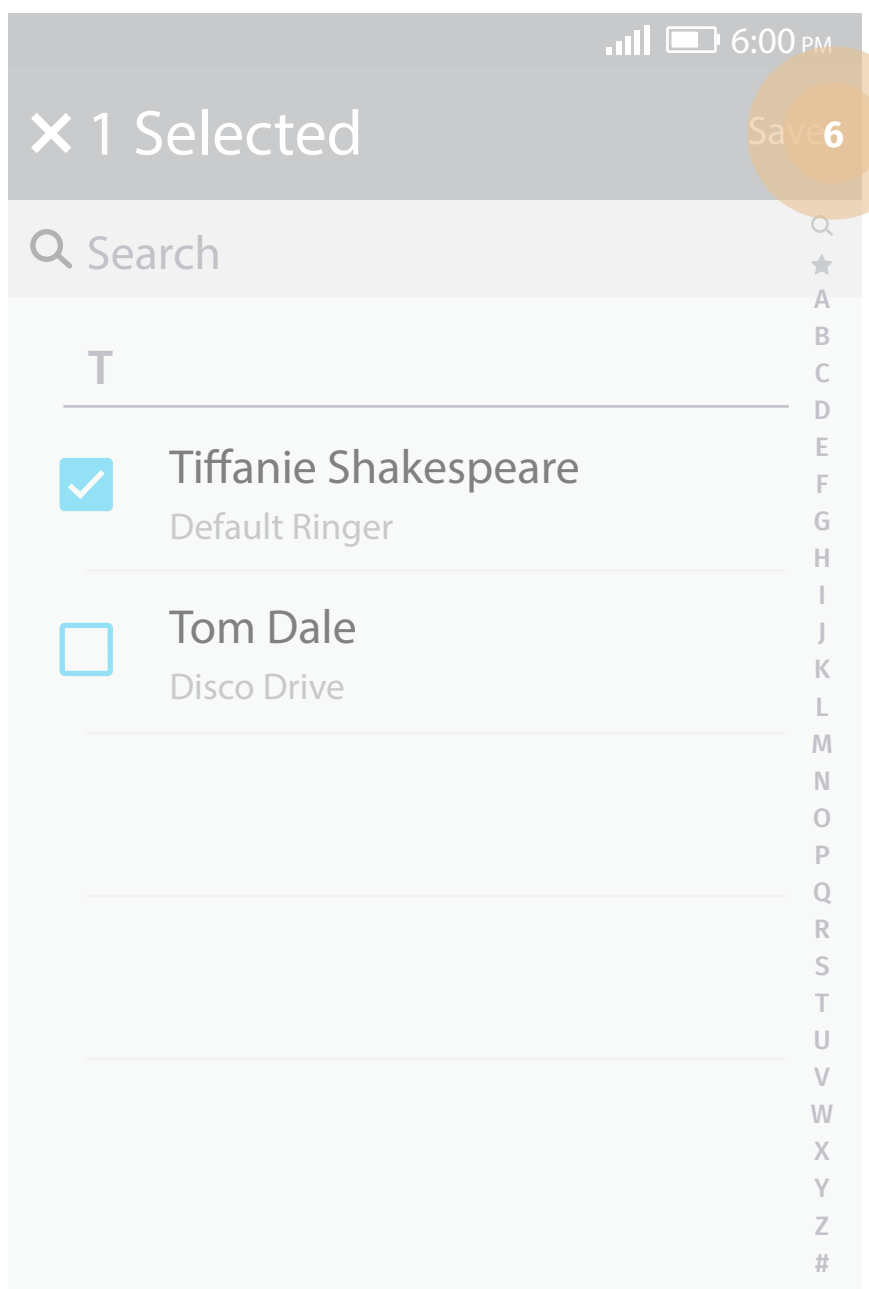 6:00 PM
1 Selected
Save
6
Search
T
Tiffanie Shakespeare
Default Ringer
Tom Dale
Disco Drive
A
B
C
D
E
F
G
H
I
J
K
L
M
N
O
P
Q
R
S
T
U
V
W
X
Y
Z
#